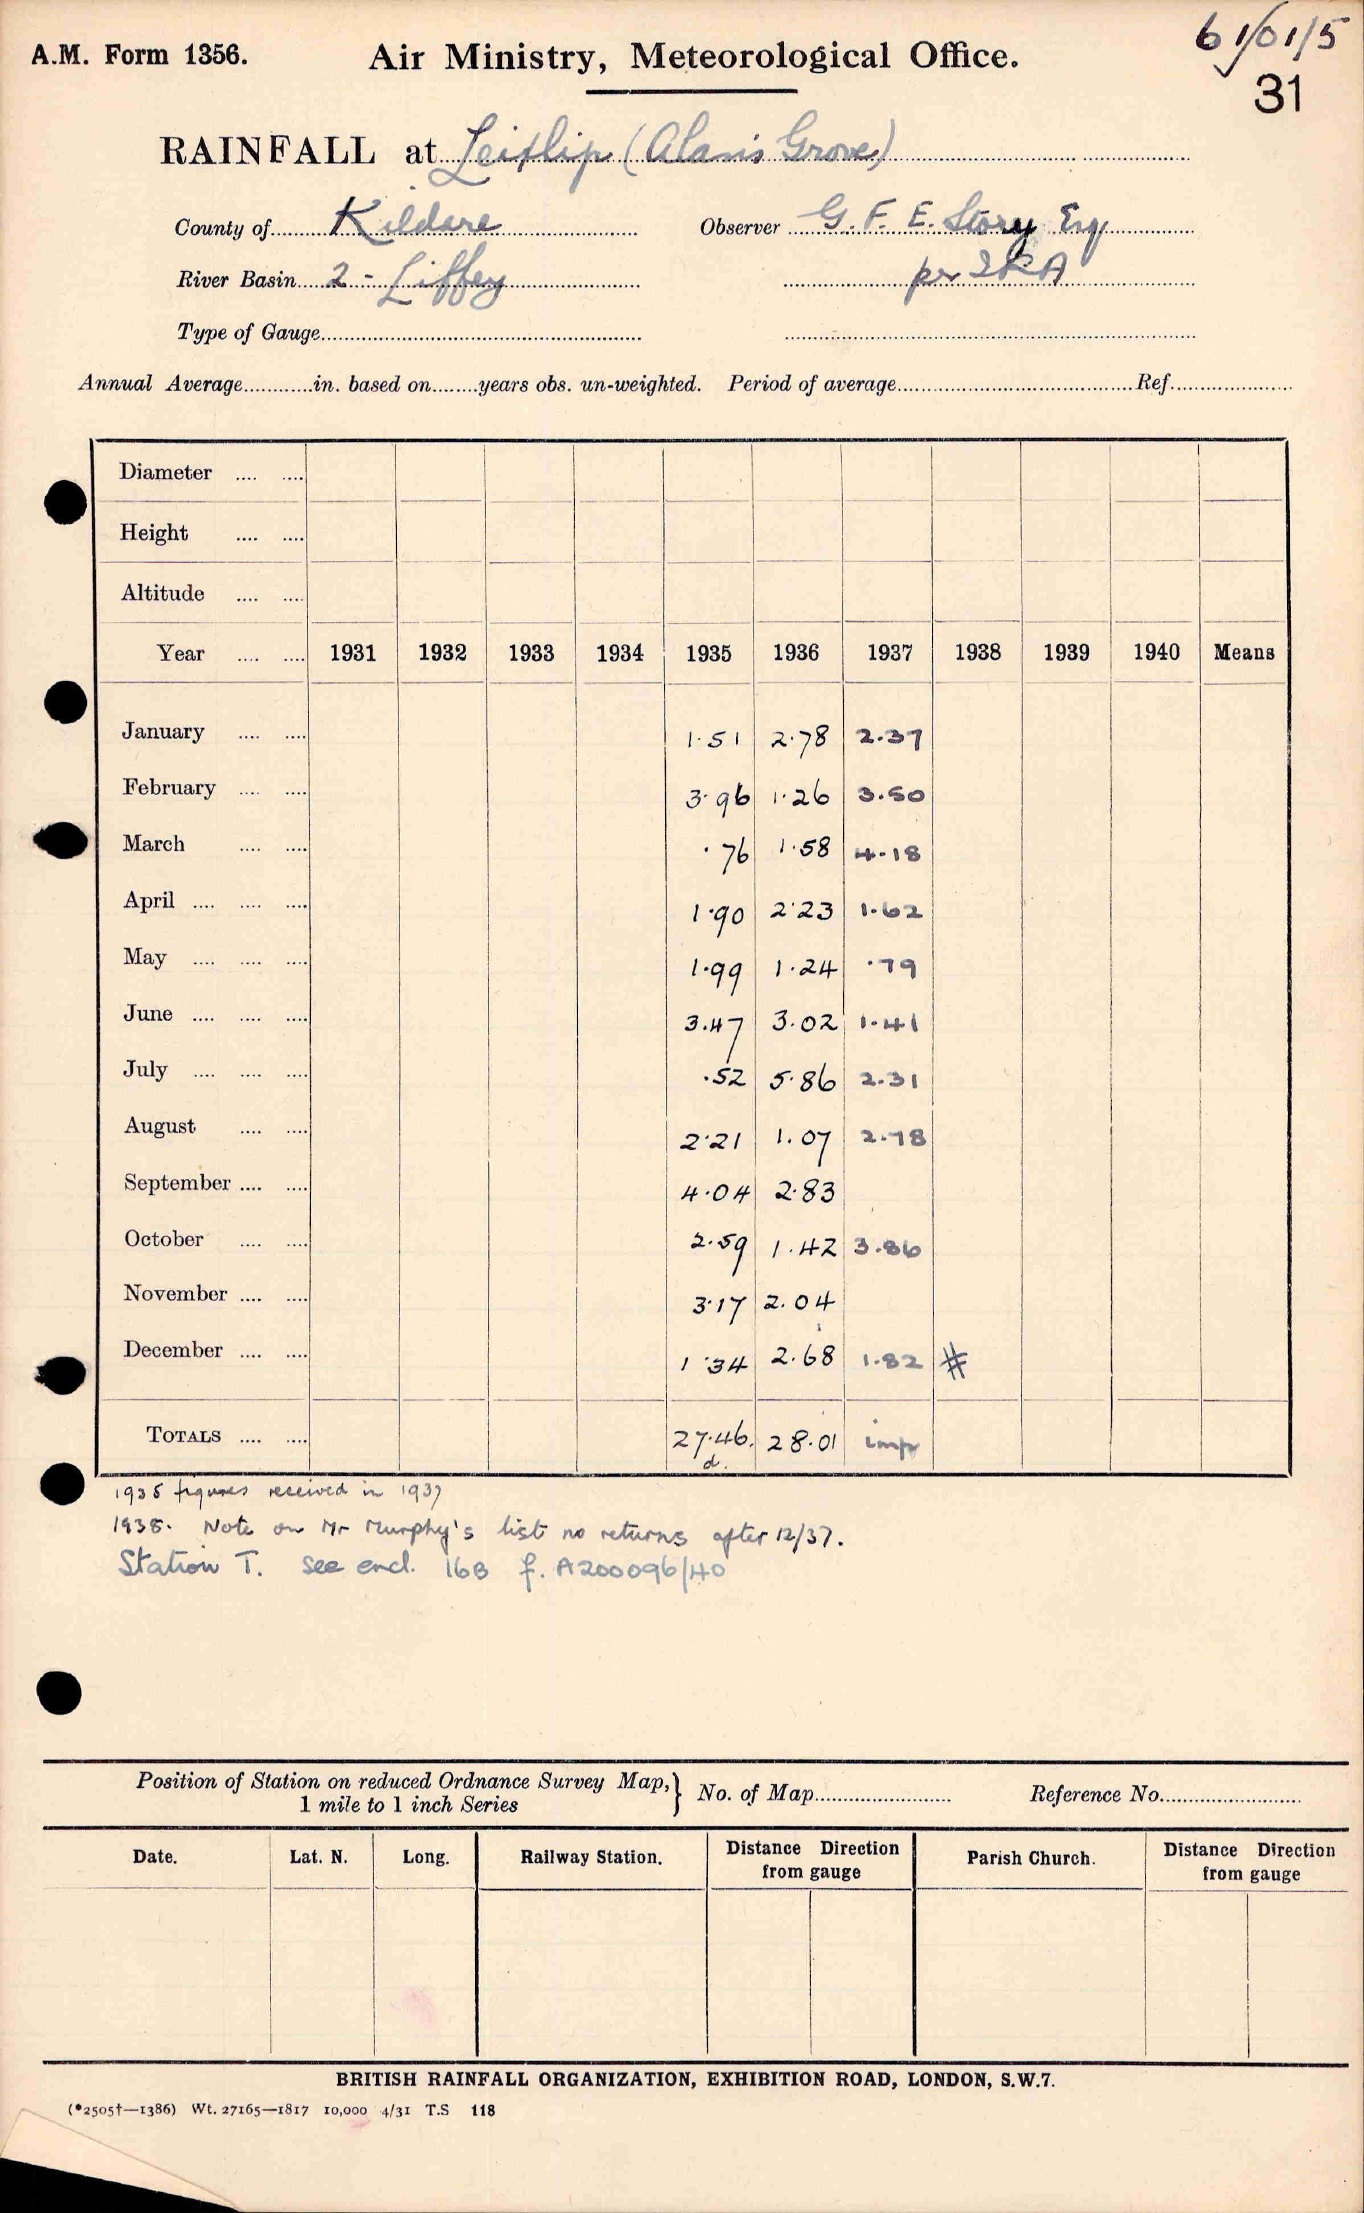 61/01/5
A.M. Form 1356. Air Ministry, Meteorological Office.
31
RAINFALL at Leixlip (Alans Grove)
County of Kildare Observer G. F. E. Story Esq
River Basin 2 - Liffey per IRA
Type of Gauge
Annual Average in. based on years obs. un-weighted. Period of average Ref.
Diameter
Height
Altitude
Year 1931 1932 1933 1934 1935 1936 1937 1938 1939 1940 Means
January 1.51 2.78 2.37
February 3.96 1.26 3.50
March .76 1.58 4.18
April 1.90 2.23 1.62
May 1.99 1.24 .79
June 3.47 3.02 1.41
July .52 5.86 2.31
August 2.21 1.07 2.78
September 4.04 2.83
October 2.59 1.42 3.86
November 3.17 2.04
December 1.34 2.68 1.82 #
TOTALS 27.46. 28.01 imp
d.
1935 figures received in 1937
1938. Note on Mr Murphy's list no returns after 12/37.
Station T. See encl. 16B f. A200096/40
Position of Station on reduced Ordnance Survey Map, } No. of Map Reference No.
1 mile to 1 inch Series
Date. Lat. N. Long. Railway Station. Distance Direction from gauge Parish Church. Distance Direction from gauge
BRITISH RAINFALL ORGANIZATION, EXHIBITION ROAD, LONDON, S.W.7.
(*2505†—1386) Wt. 27165—1817 10,000 4/31 T.S 118